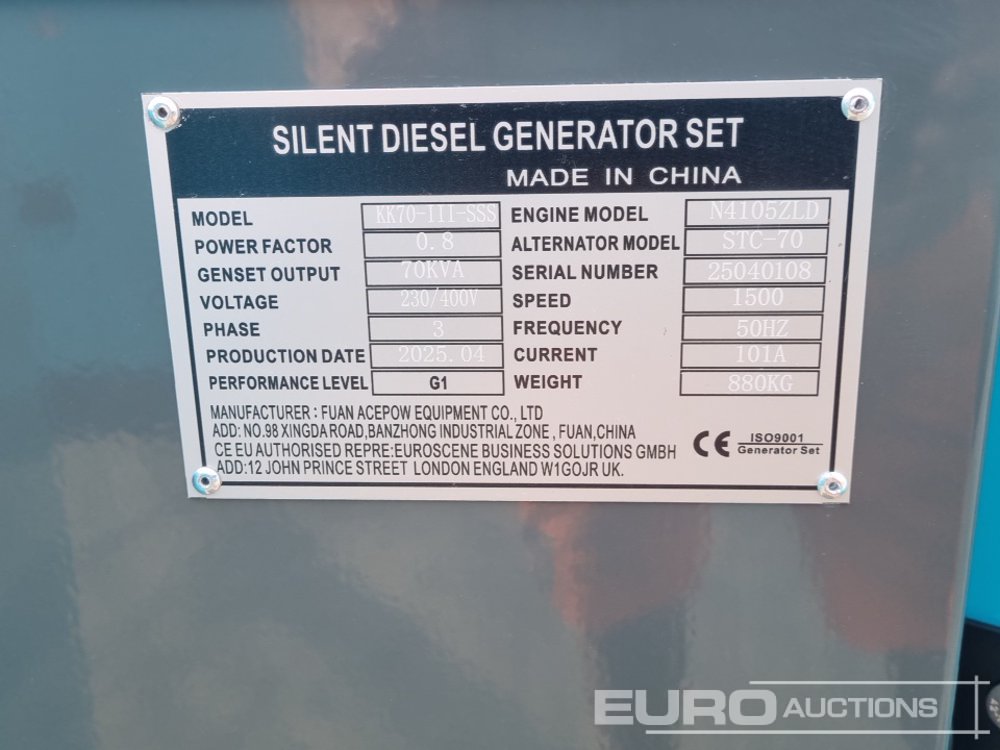 SILENT DIESEL GENERATOR SET
MADE IN CHINA
MODEL KK70-III-SSS ENGINE MODEL N4105ZLD
POWER FACTOR 0.8 ALTERNATOR MODEL STC-70
GENSET OUTPUT 70KVA SERIAL NUMBER 25040108
VOLTAGE 230/400V SPEED 1500
PHASE 3 FREQUENCY 50HZ
PRODUCTION DATE 2025.04 CURRENT 101A
PERFORMANCE LEVEL G1 WEIGHT 880KG
MANUFACTURER : FUAN ACEPOW EQUIPMENT CO., LTD
ADD: NO.98 XINGDA ROAD,BANZHONG INDUSTRIAL ZONE , FUAN,CHINA
CE EU AUTHORISED REPRE:EUROSCENE BUSINESS SOLUTIONS GMBH
ADD:12 JOHN PRINCE STREET LONDON ENGLAND W1GOJR UK.
CE ISO9001
Generator Set
EURO AUCTIONS